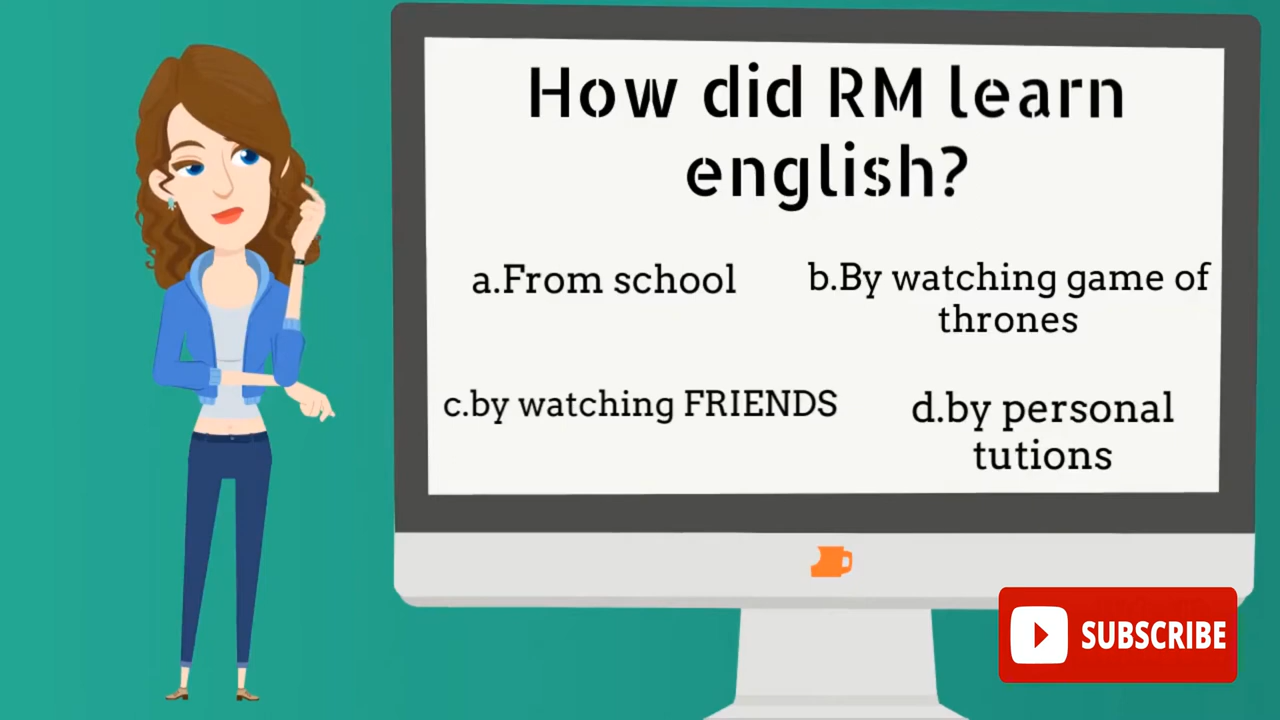 How did RM learn
english?
a.From school
b.By watching game of
thrones
c.by watching FRIENDS
d.by personal
tutions
SUBSCRIBE